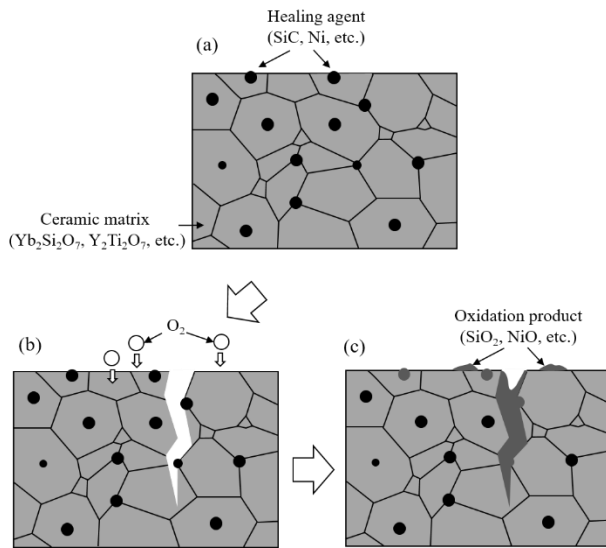 Healing agent
(SiC, Ni, etc.)
(a)
Ceramic matrix
(Yb₂Si₂O₇, Y₂Ti₂O₇, etc.)
(b)
O₂
Oxidation product
(SiO₂, NiO, etc.)
(c)